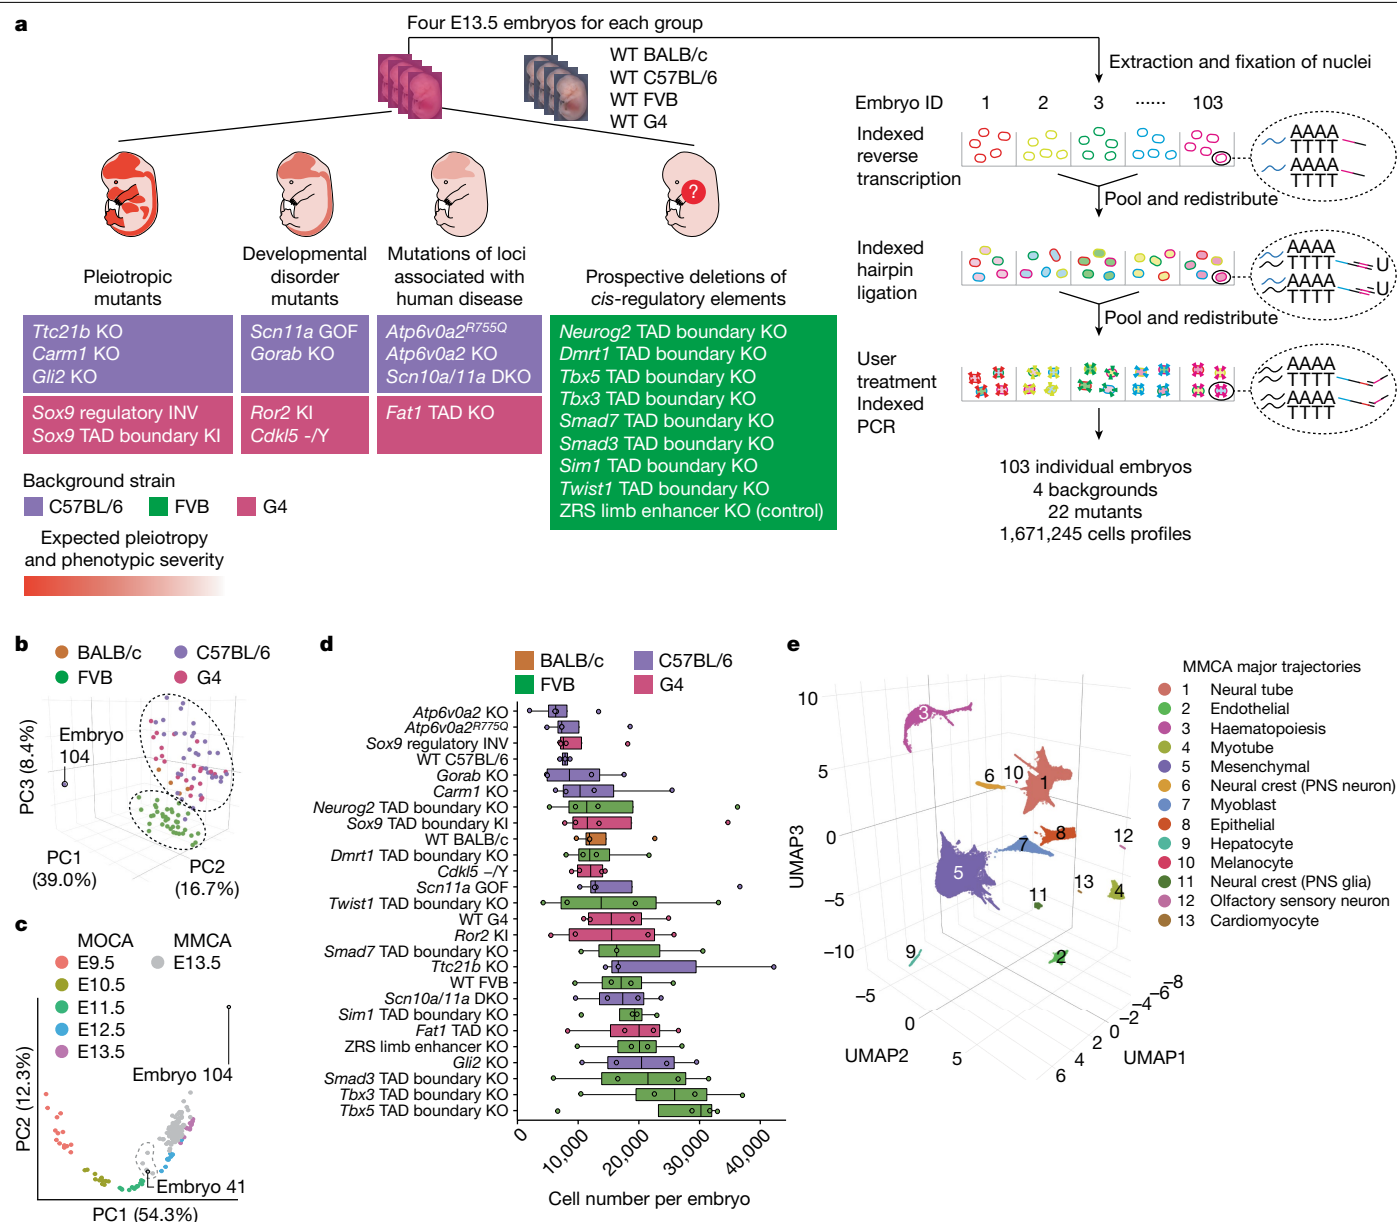 a
Four E13.5 embryos for each group
WT BALB/c
WT C57BL/6
WT FVB
WT G4
Extraction and fixation of nuclei
Embryo ID 1 2 3 ...... 103
Indexed
reverse
transcription
AAAA
TTTT
AAAA
TTTT
Pool and redistribute
Indexed
hairpin
ligation
AAAA
TTTT
U
AAAA
TTTT
U
Pool and redistribute
User
treatment
Indexed
PCR
AAAA
TTTT
AAAA
TTTT
103 individual embryos
4 backgrounds
22 mutants
1,671,245 cells profiles
?
Pleiotropic
mutants
Developmental
disorder
mutants
Mutations of loci
associated with
human disease
Prospective deletions of
cis-regulatory elements
Ttc21b KO
Carm1 KO
Gli2 KO
Sox9 regulatory INV
Sox9 TAD boundary KI
Scn11a GOF
Gorab KO
Ror2 KI
Cdkl5 -/Y
Atp6v0a2R755Q
Atp6v0a2 KO
Scn10a/11a DKO
Fat1 TAD KO
Neurog2 TAD boundary KO
Dmrt1 TAD boundary KO
Tbx5 TAD boundary KO
Tbx3 TAD boundary KO
Smad7 TAD boundary KO
Smad3 TAD boundary KO
Sim1 TAD boundary KO
Twist1 TAD boundary KO
ZRS limb enhancer KO (control)
Background strain
C57BL/6 FVB G4
Expected pleiotropy
and phenotypic severity
b
BALB/c C57BL/6
FVB G4
Embryo
104
PC3 (8.4%)
PC1
(39.0%)
PC2
(16.7%)
c
MOCA MMCA
E9.5 E13.5
E10.5
E11.5
E12.5
E13.5
Embryo 104
Embryo 41
PC2 (12.3%)
PC1 (54.3%)
d
BALB/c C57BL/6
FVB G4
Atp6v0a2 KO
Atp6v0a2R775Q
Sox9 regulatory INV
WT C57BL/6
Gorab KO
Carm1 KO
Neurog2 TAD boundary KO
Sox9 TAD boundary KI
WT BALB/c
Dmrt1 TAD boundary KO
Cdkl5 –/Y
Scn11a GOF
Twist1 TAD boundary KO
WT G4
Ror2 KI
Smad7 TAD boundary KO
Ttc21b KO
WT FVB
Scn10a/11a DKO
Sim1 TAD boundary KO
Fat1 TAD KO
ZRS limb enhancer KO
Gli2 KO
Smad3 TAD boundary KO
Tbx3 TAD boundary KO
Tbx5 TAD boundary KO
0 10,000 20,000 30,000 40,000
Cell number per embryo
e
MMCA major trajectories
1 Neural tube
2 Endothelial
3 Haematopoiesis
4 Myotube
5 Mesenchymal
6 Neural crest (PNS neuron)
7 Myoblast
8 Epithelial
9 Hepatocyte
10 Melanocyte
11 Neural crest (PNS glia)
12 Olfactory sensory neuron
13 Cardiomyocyte
10
5
0
−5
−10
UMAP3
3
6
10
1
8
12
7
5
13
4
11
9
2
−5
0
5
UMAP2
−8
−6
−4
−2
0
2
4
6
UMAP1